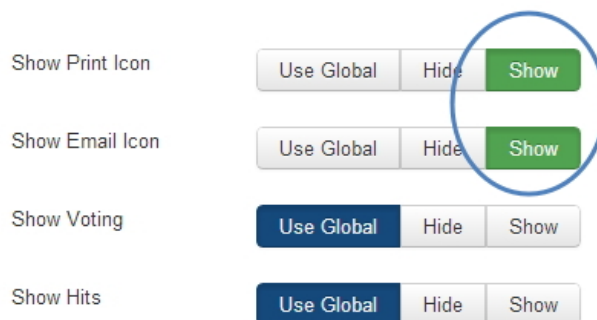 Show Print Icon Use Global Hide Show
Show Email Icon Use Global Hide Show
Show Voting Use Global Hide Show
Show Hits Use Global Hide Show